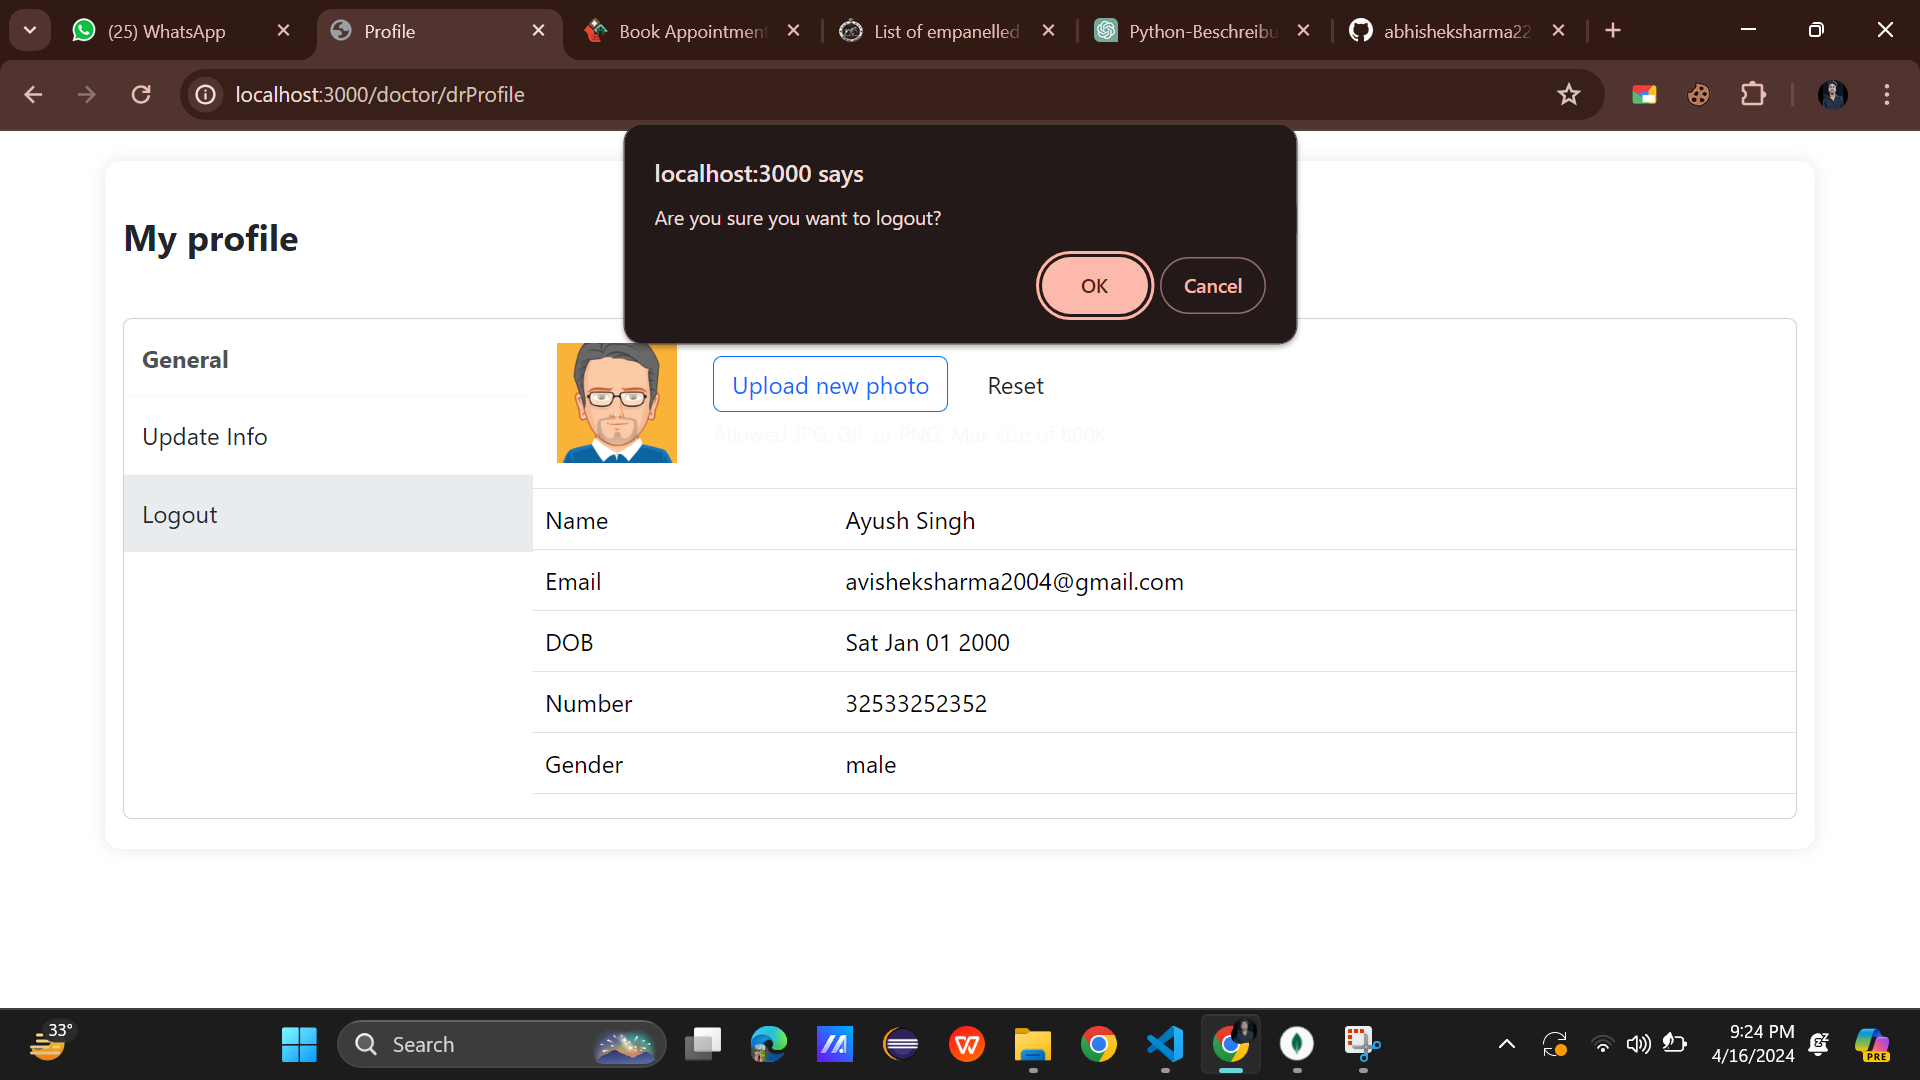 (25) WhatsApp
Profile
Book Appointmen
List of empanelled
Python-Beschreibu
abhisheksharma22
localhost:3000/doctor/drProfile
localhost:3000 says
Are you sure you want to logout?
OK
Cancel
My profile
General
Update Info
Logout
Upload new photo
Reset
Allowed JPG, GIF or PNG. Max size of 800K
Name
Ayush Singh
Email
avisheksharma2004@gmail.com
DOB
Sat Jan 01 2000
Number
32533252352
Gender
male
33°
Search
9:24 PM
4/16/2024
PRE